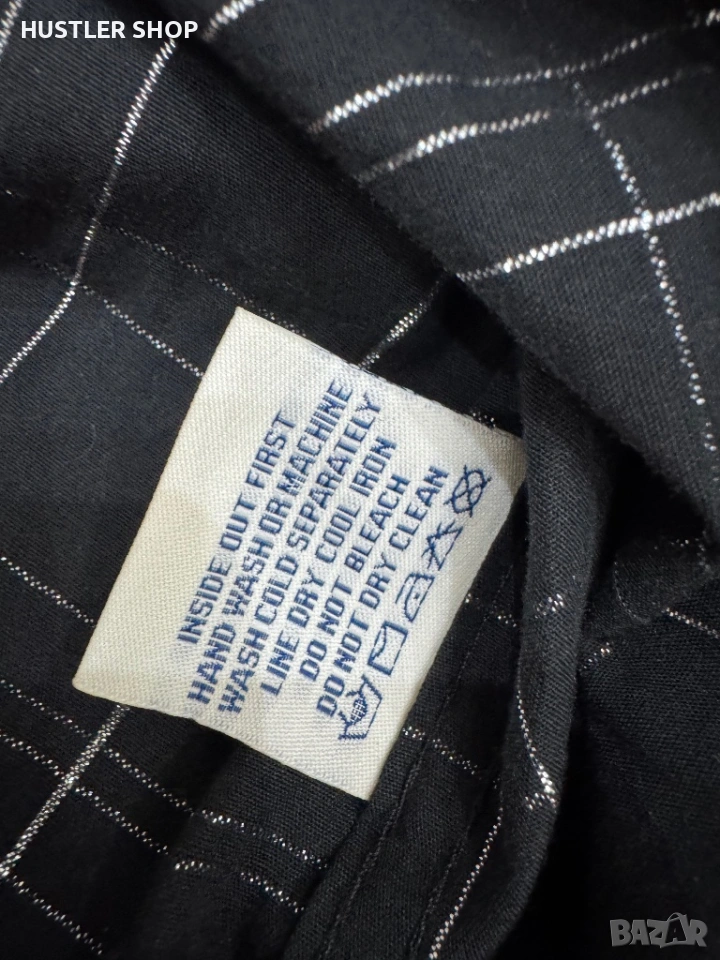 HUSTLER SHOP
INSIDE OUT FIRST
HAND WASH OR MACHINE
WASH COLD SEPARATELY
LINE DRY COOL IRON
DO NOT BLEACH
DO NOT DRY CLEAN
BAZAR